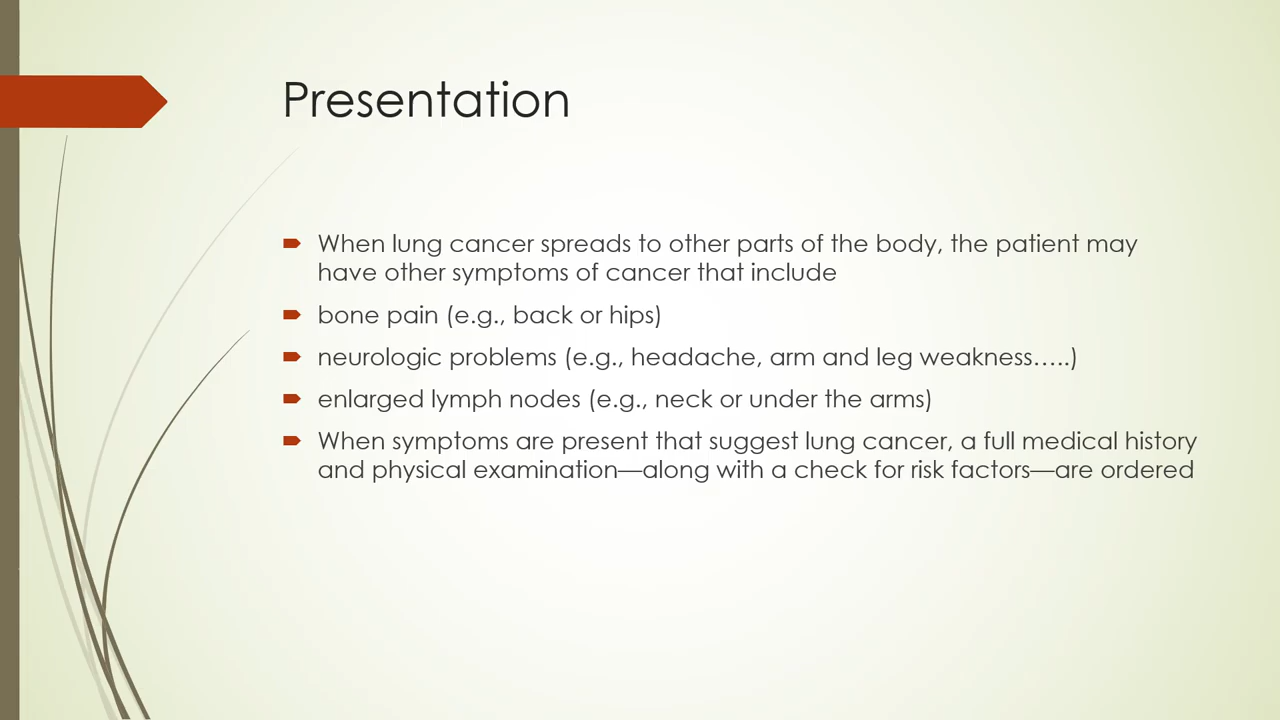 Presentation
When lung cancer spreads to other parts of the body, the patient may
have other symptoms of cancer that include
bone pain (e.g., back or hips)
neurologic problems (e.g., headache, arm and leg weakness…..)
enlarged lymph nodes (e.g., neck or under the arms)
When symptoms are present that suggest lung cancer, a full medical history
and physical examination—along with a check for risk factors—are ordered